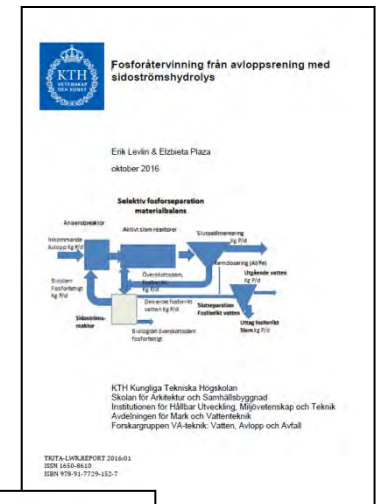 KTH
VETENSKAP
OCH KONST
Fosforåtervinning från avloppsrening med
sidoströmshydrolys
Erik Levlin & Elzbieta Plaza
oktober 2016
Selektiv fosforseparation
materialbalans
Anaerobreaktor
Aktivt slam reaktorer
Slutsedimentering
kg P/d
Inkommande
Avlopp Kg P/d
Kemdosering (Al/Fe)
Utgående vatten
kg P/d
Överskottsslam,
fosforrikt
Kg P/d
Bioslam
Fosforfattigt
Kg P/d
Dekante fosforrikt
vatten kg P/d
Slutseparation
Fosforrikt vatten
Sidoströms-
reaktor
Biologiskt överskottsslam
fosforfattigt
Uttag fosforrikt
Slam kg P/d
KTH Kungliga Tekniska Högskolan
Skolan för Arkitektur och Samhällsbyggnad
Institutionen för Hållbar Utveckling, Miljövetenskap och Teknik
Avdelningen för Mark och Vattenteknik
Forskargruppen VA-teknik: Vatten, Avlopp och Avfall
TRITA-LWR.REPORT 2016:01
ISSN 1650-8610
ISBN 978-91-7729-152-7